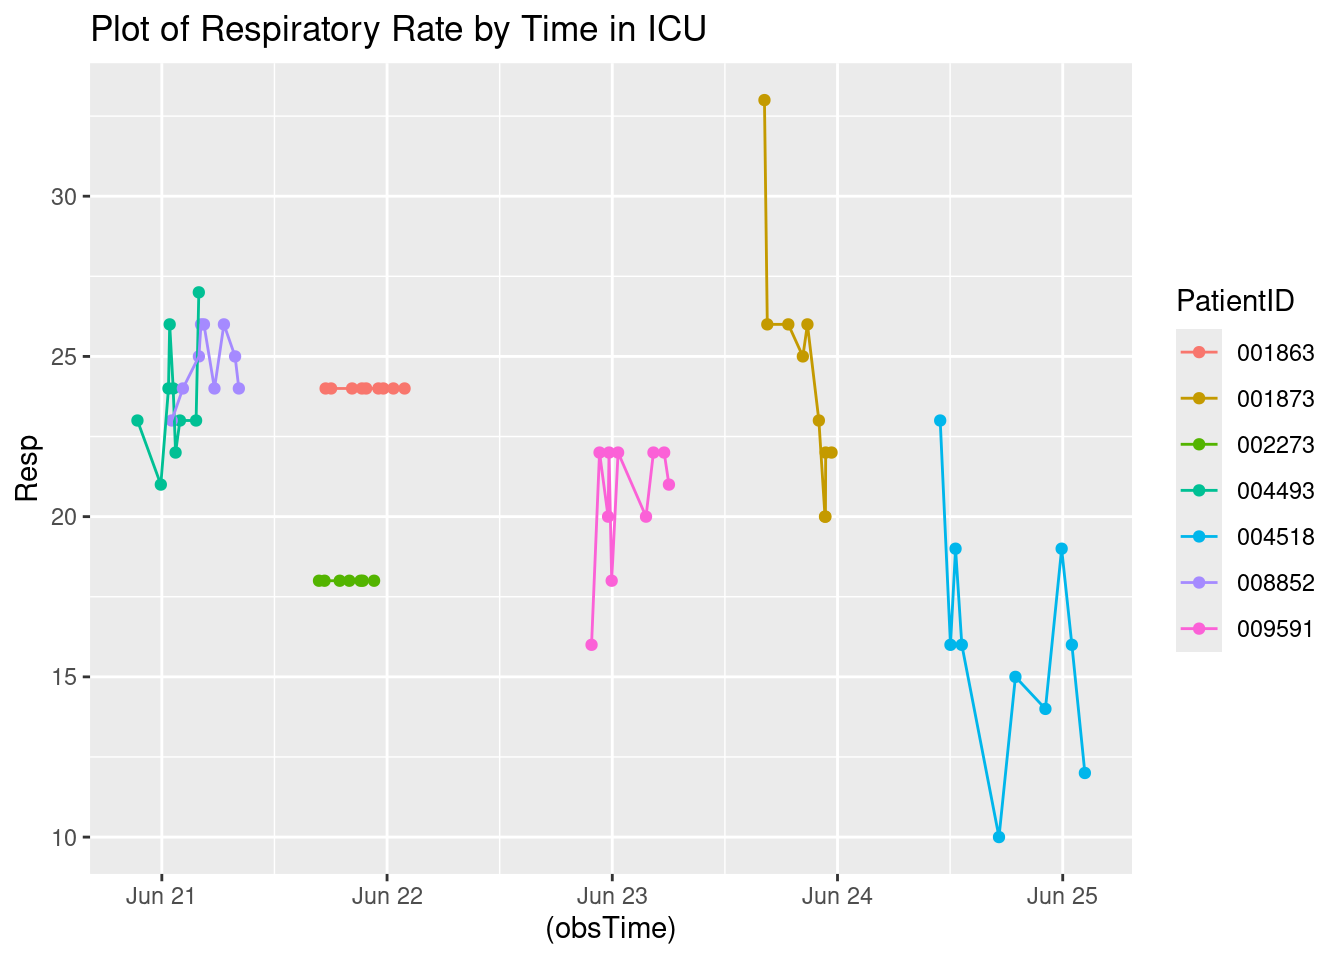 Plot of Respiratory Rate by Time in ICU
Resp
30
25
20
15
10
Jun 21
Jun 22
Jun 23
Jun 24
Jun 25
(obsTime)
PatientID
001863
001873
002273
004493
004518
008852
009591